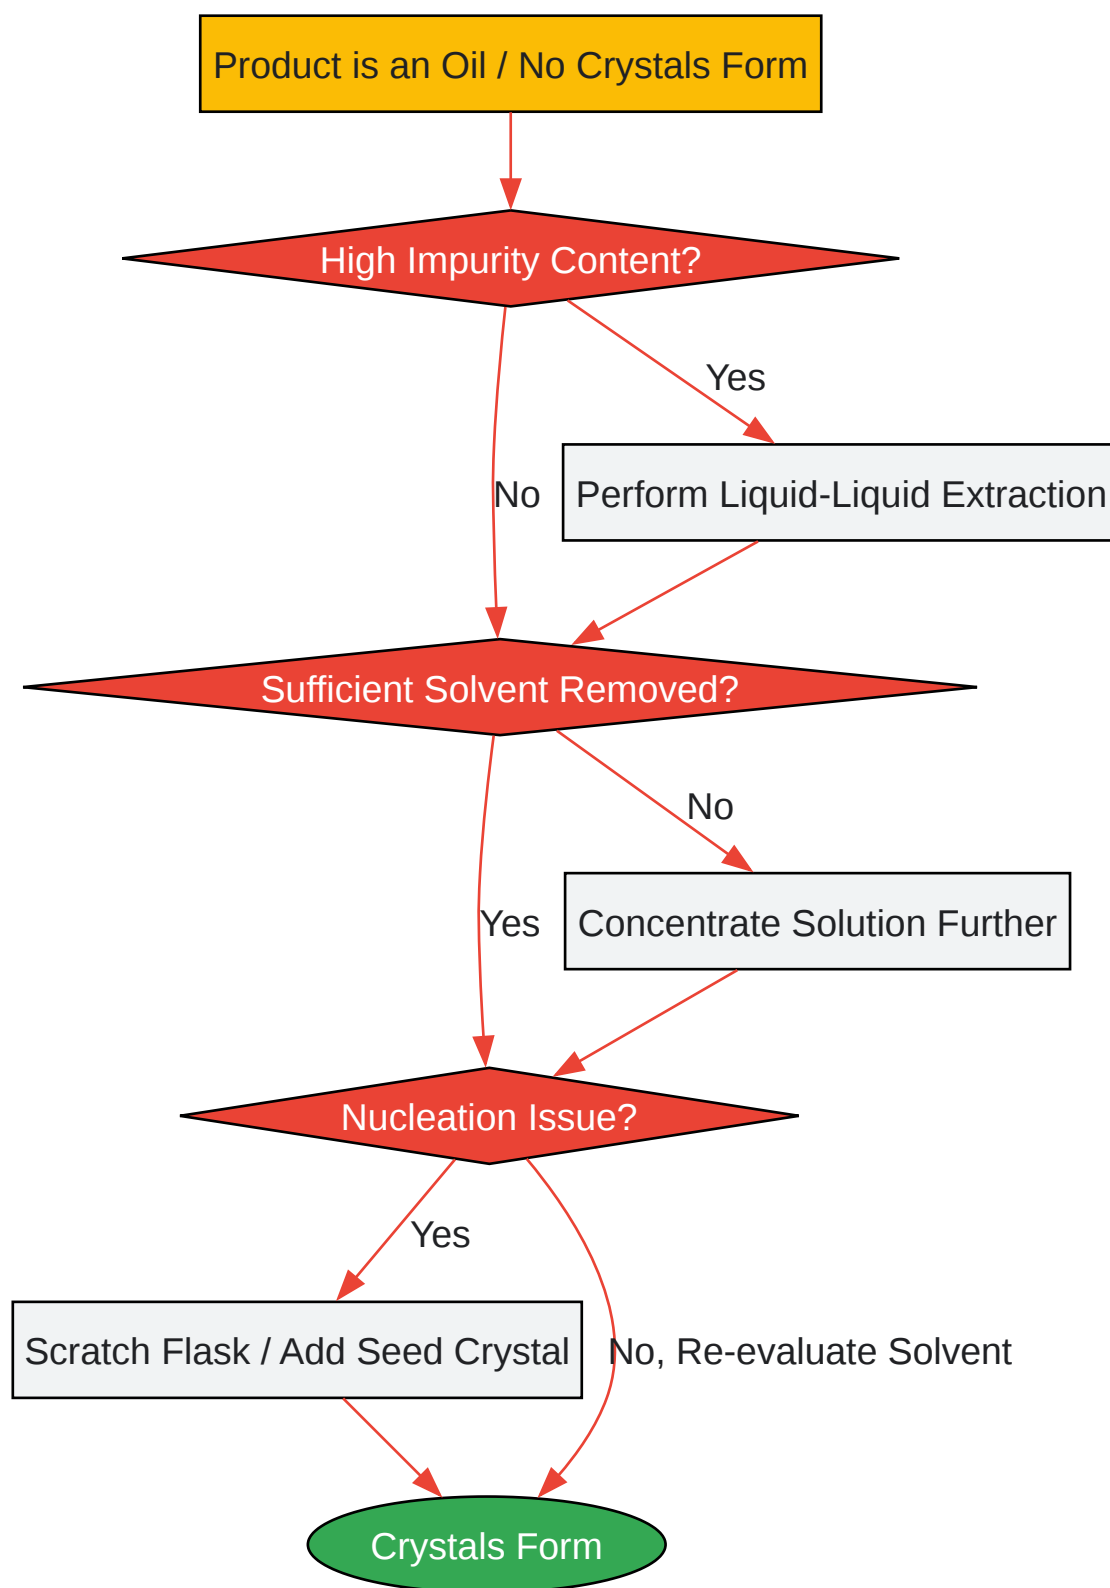 Product is an Oil / No Crystals Form
High Impurity Content?
Yes
No
Perform Liquid-Liquid Extraction
Sufficient Solvent Removed?
No
Yes
Concentrate Solution Further
Nucleation Issue?
Yes
Scratch Flask / Add Seed Crystal
No, Re-evaluate Solvent
Crystals Form